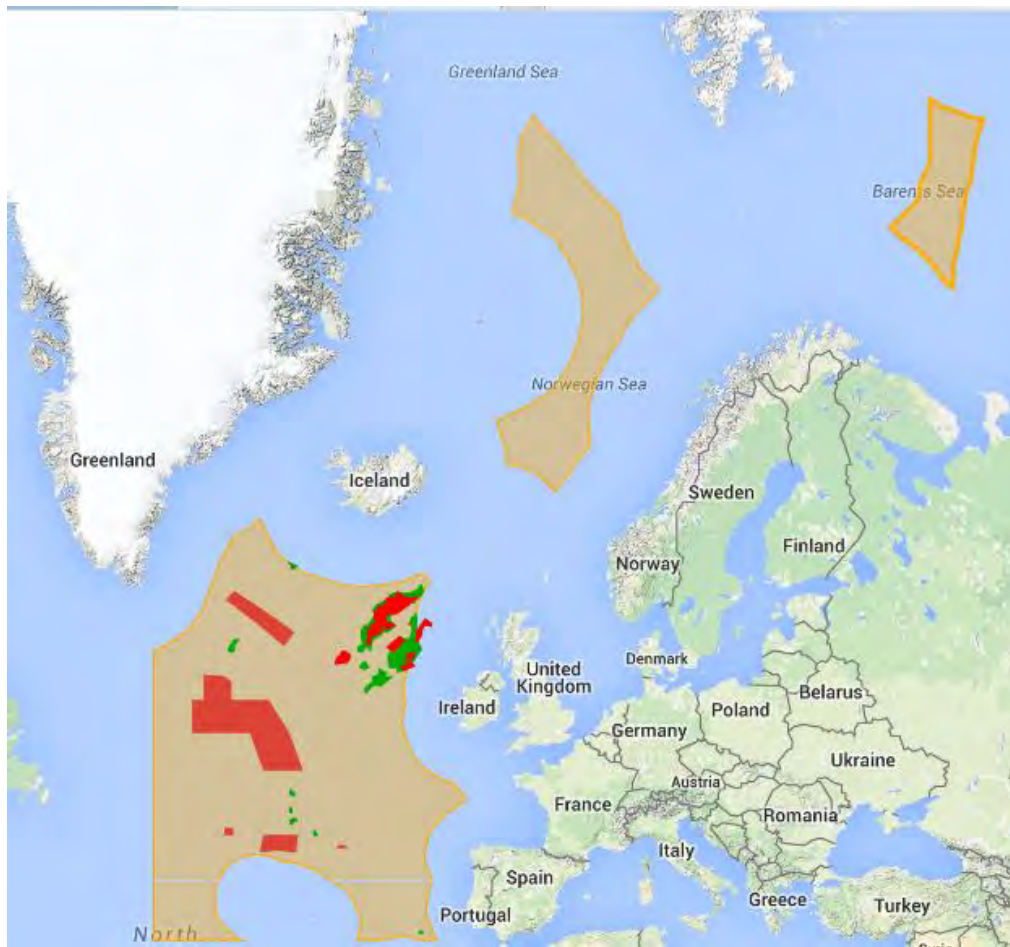 Greenland Sea
Barents Sea
Norwegian Sea
Greenland
Iceland
Sweden
Finland
Norway
Denmark
United
Kingdom
Ireland
Belarus
Poland
Germany
Ukraine
Austria
France
Romania
Italy
Spain
Greece
Turkey
Portugal
North